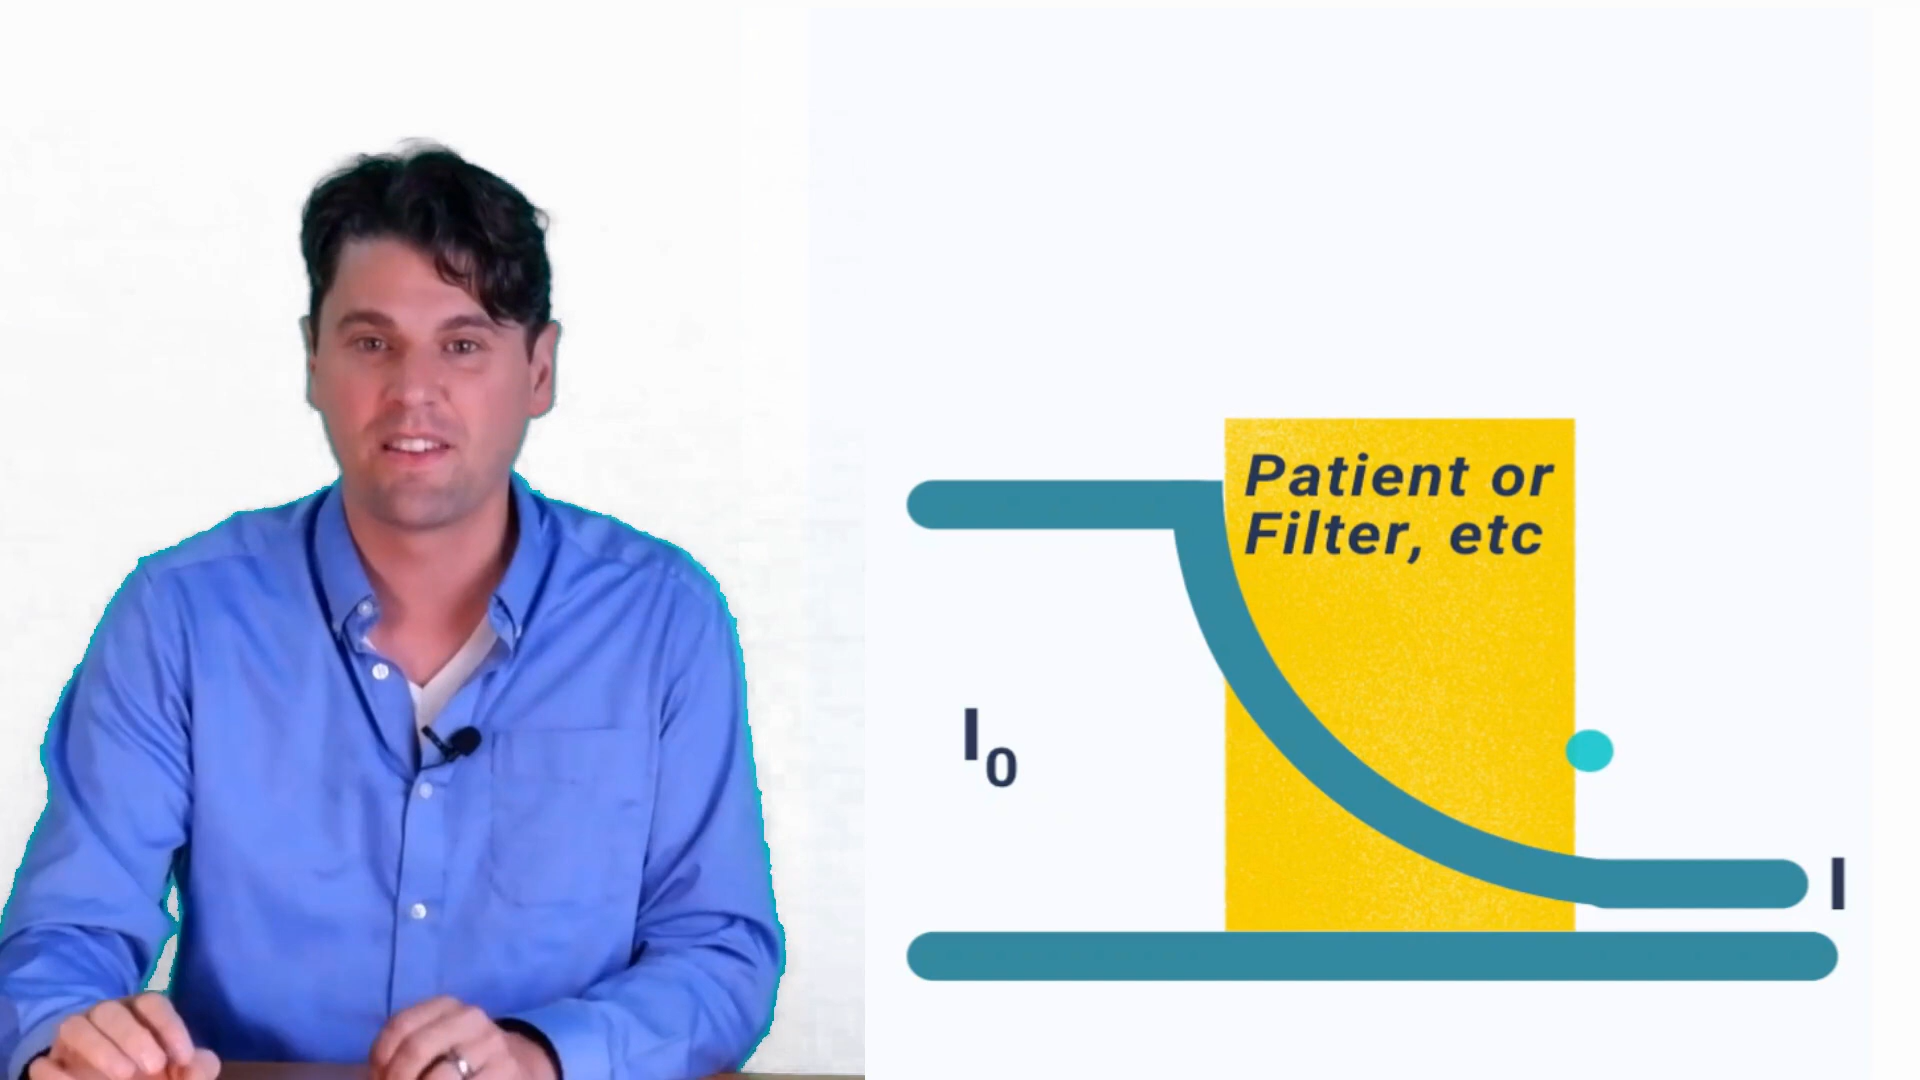 Patient or
Filter, etc
I0
I